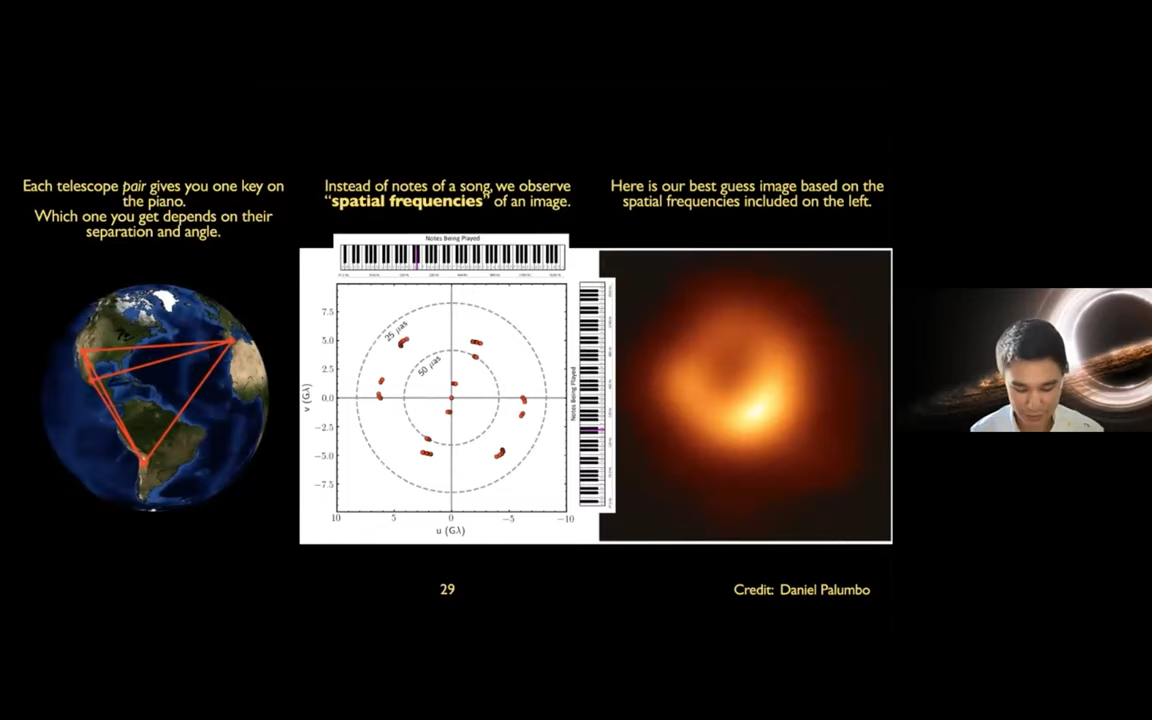 Each telescope pair gives you one key on
the piano.
Which one you get depends on their
separation and angle.
Instead of notes of a song, we observe
“spatial frequencies” of an image.
Here is our best guess image based on the
spatial frequencies included on the left.
Notes Being Played
7.5
5.0
2.5
0.0
−2.5
−5.0
−7.5
v (Gλ)
25 μas
50 μas
10 5 0 −5 −10
u (Gλ)
Notes Being Played
29
Credit: Daniel Palumbo